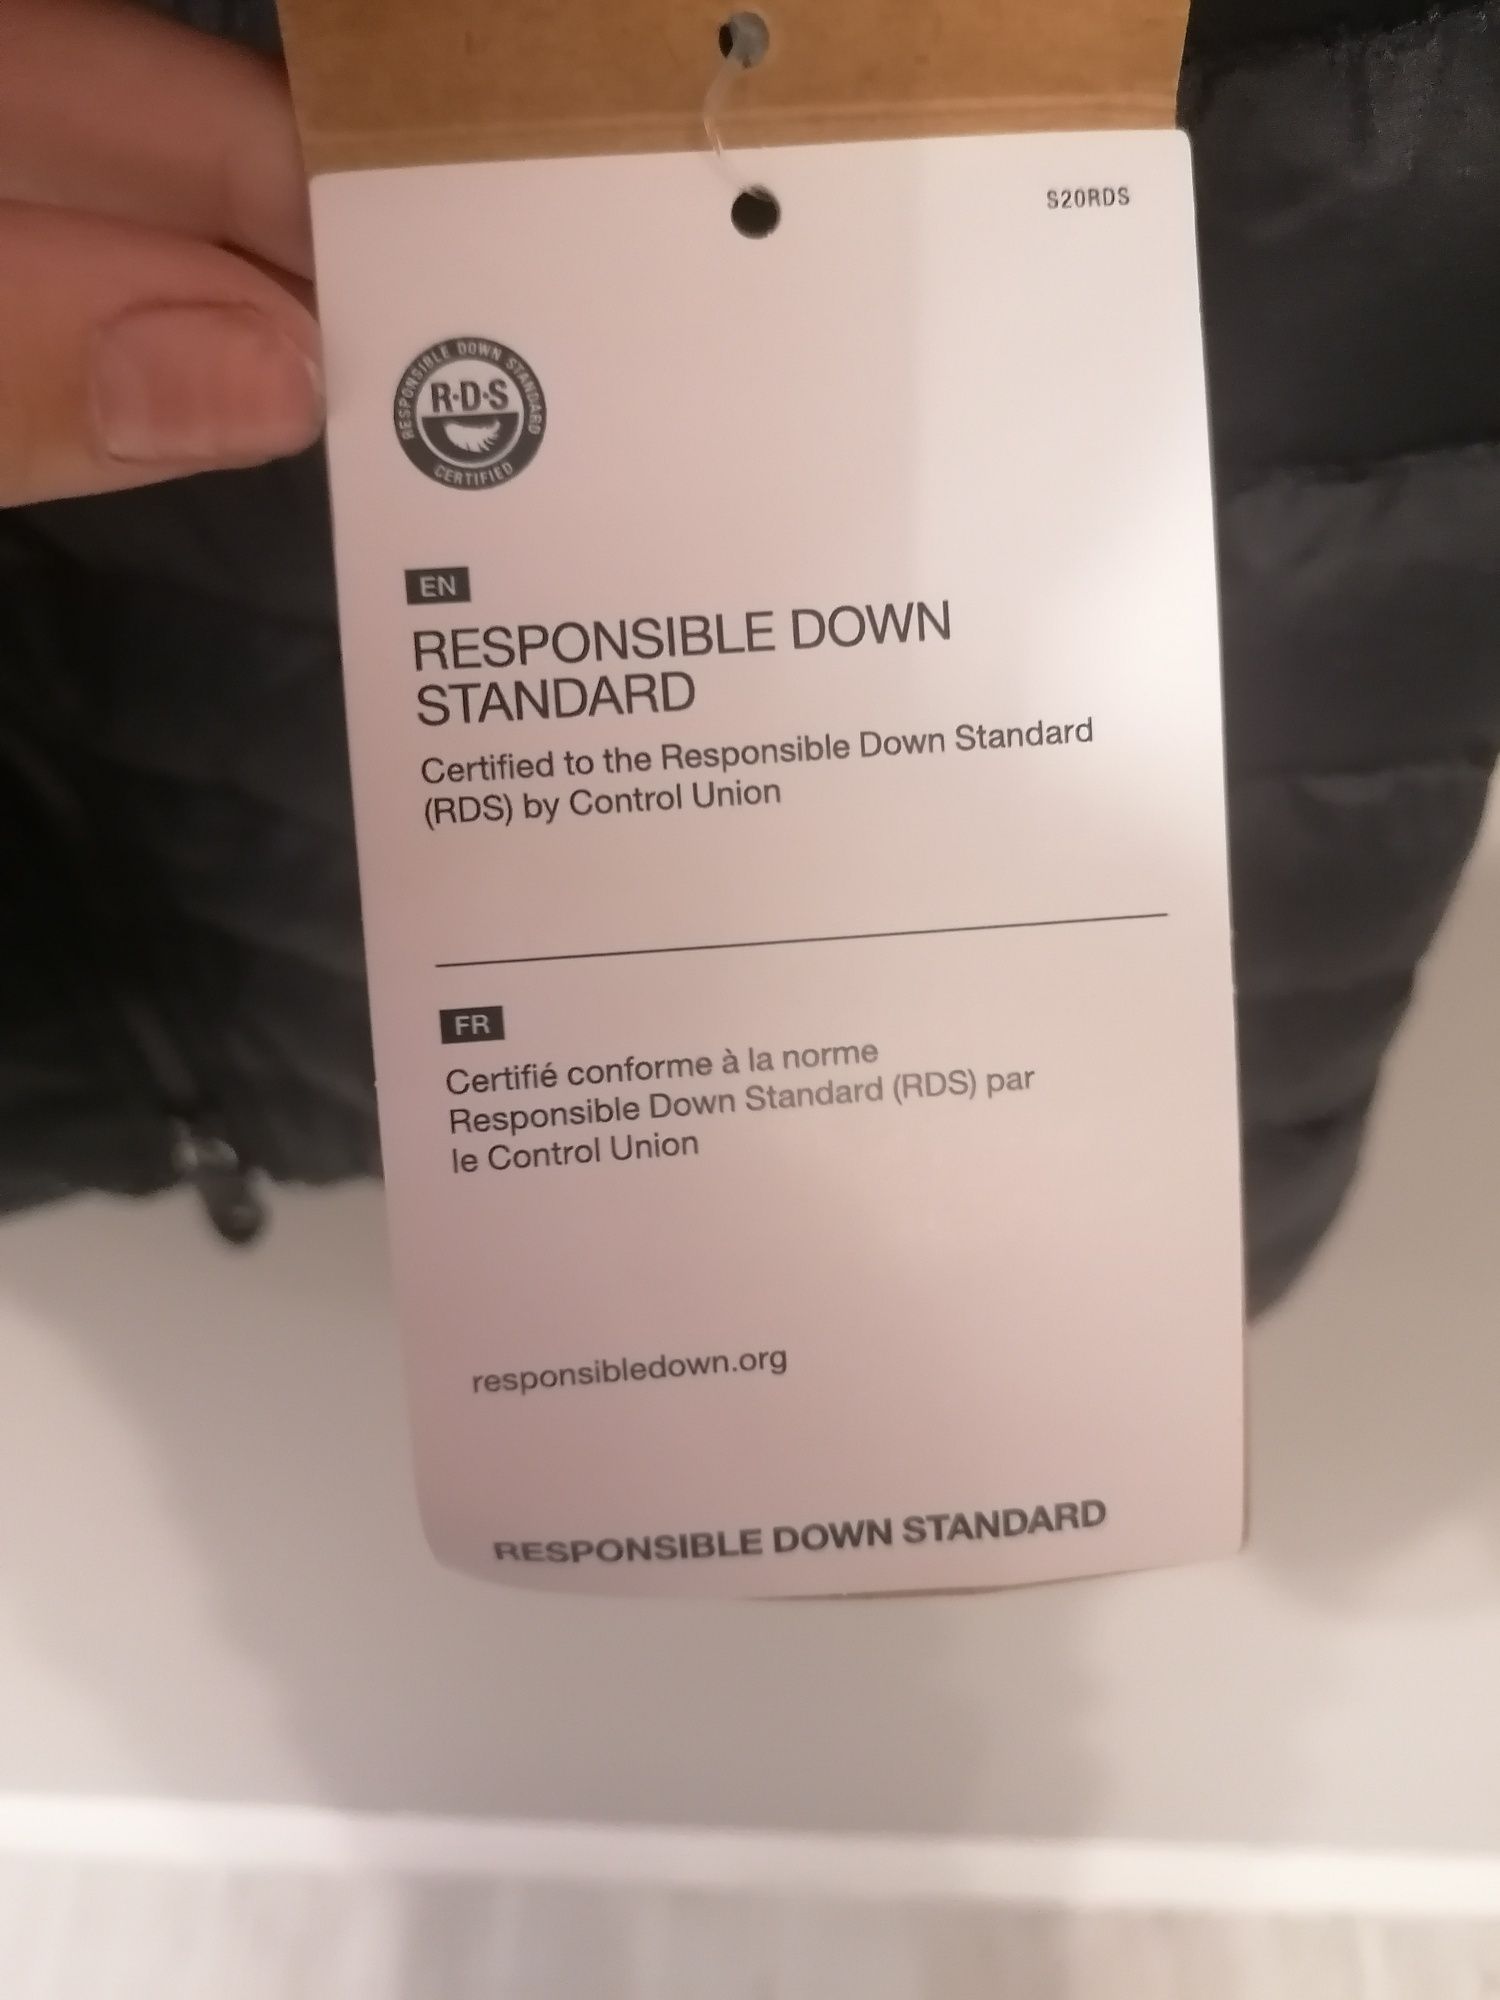 S20RDS
RESPONSIBLE DOWN STANDARD
R·D·S
CERTIFIED
EN
RESPONSIBLE DOWN
STANDARD
Certified to the Responsible Down Standard
(RDS) by Control Union
FR
Certifié conforme à la norme
Responsible Down Standard (RDS) par
le Control Union
responsibledown.org
RESPONSIBLE DOWN STANDARD